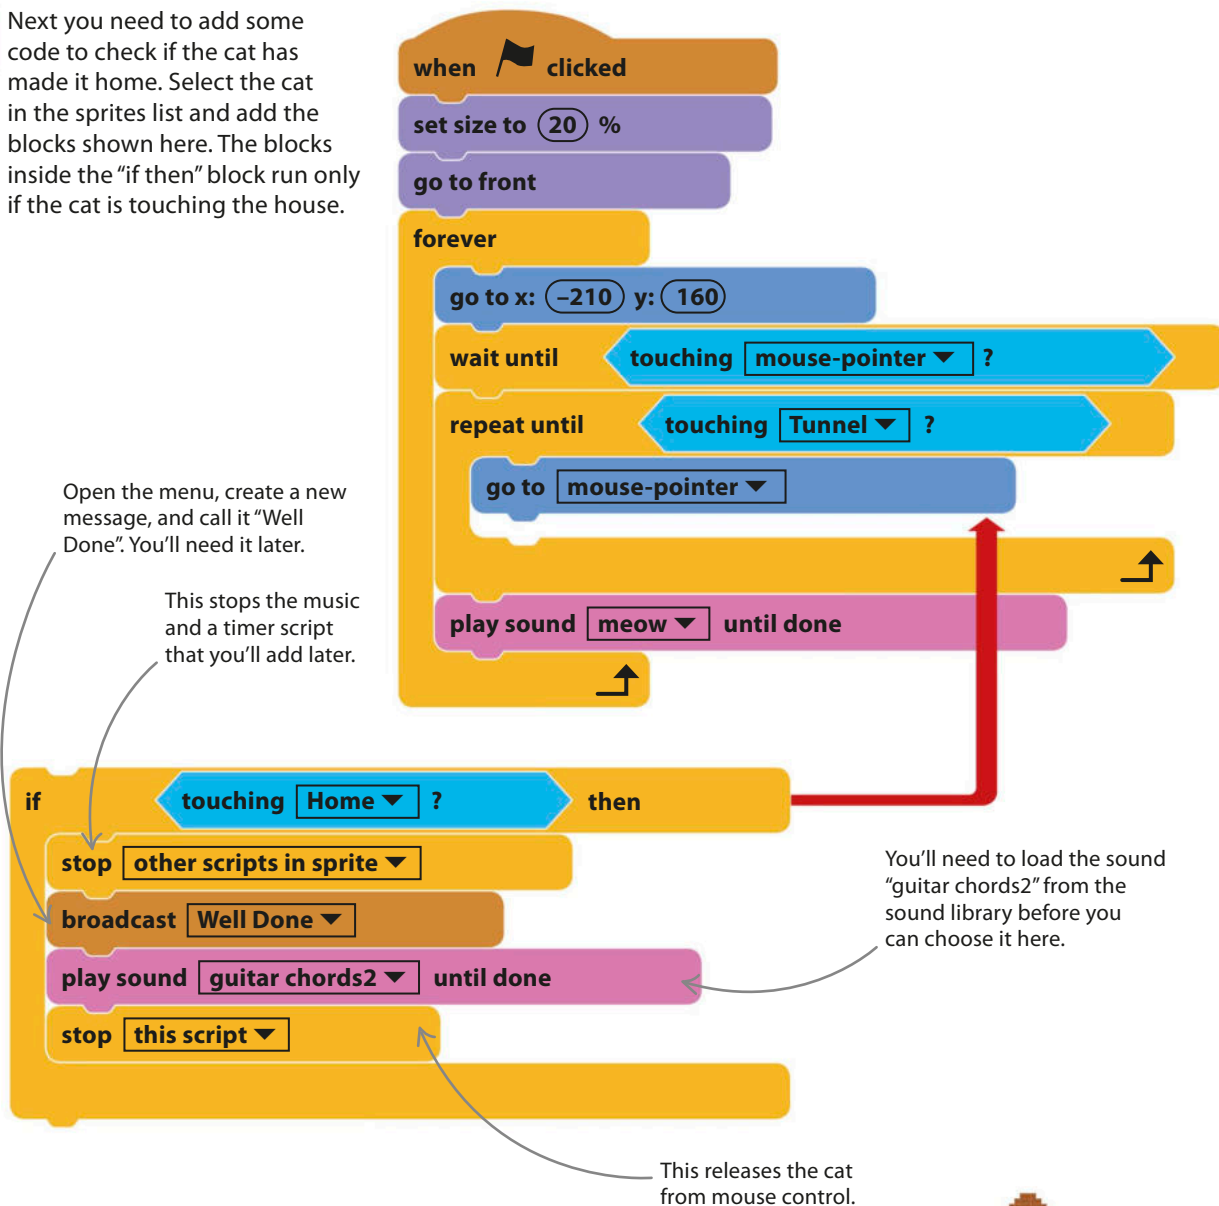 Next you need to add some
code to check if the cat has
made it home. Select the cat
in the sprites list and add the
blocks shown here. The blocks
inside the “if then” block run only
if the cat is touching the house.
when clicked
set size to 20 %
go to front
forever
go to x: –210 y: 160
wait until touching mouse-pointer ?
repeat until touching Tunnel ?
go to mouse-pointer
play sound meow until done
Open the menu, create a new
message, and call it “Well
Done”. You’ll need it later.
This stops the music
and a timer script
that you’ll add later.
if touching Home ? then
stop other scripts in sprite
broadcast Well Done
play sound guitar chords2 until done
stop this script
You’ll need to load the sound
“guitar chords2” from the
sound library before you
can choose it here.
This releases the cat
from mouse control.